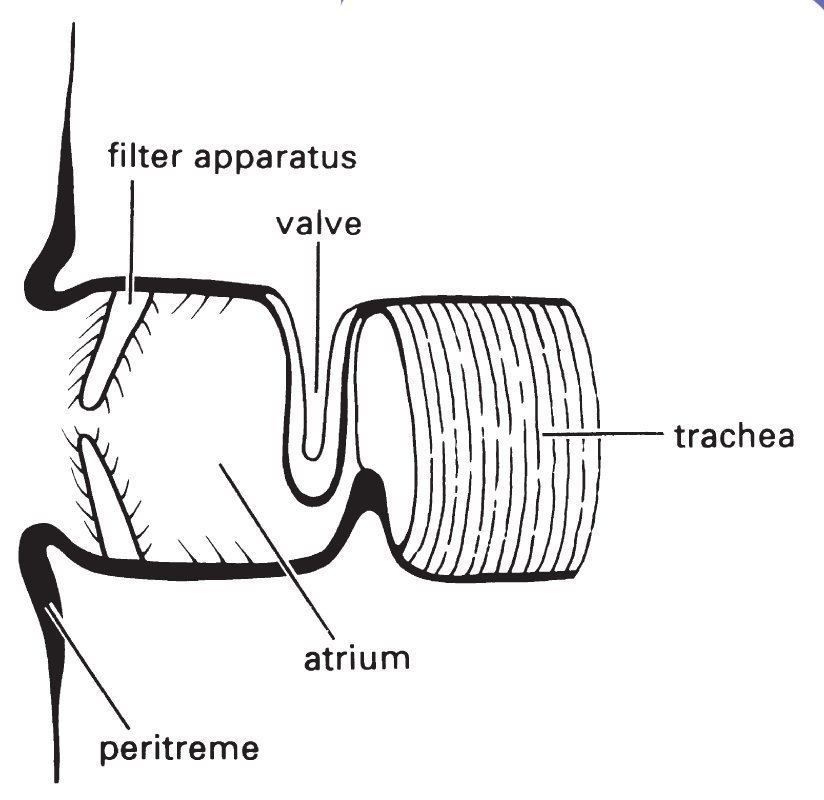 filter apparatus
valve
trachea
atrium
peritreme